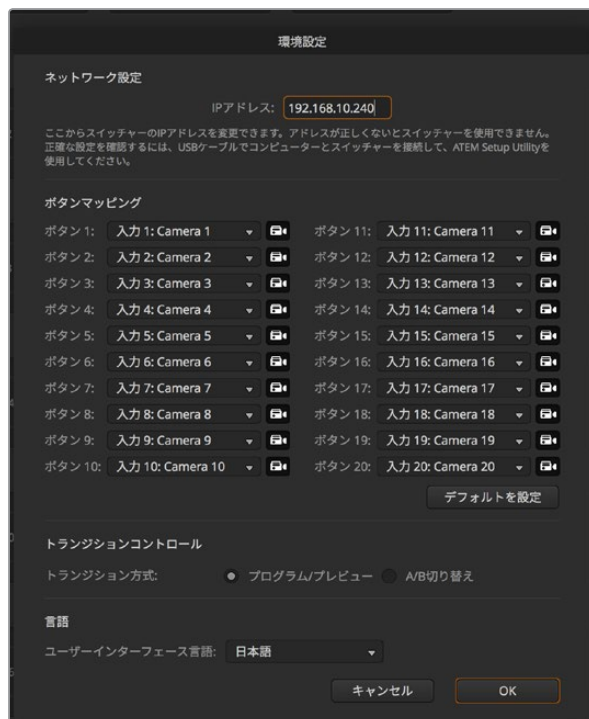 環境設定
ネットワーク設定
IPアドレス: 192.168.10.240
ここからスイッチャーのIPアドレスを変更できます。アドレスが正しくないとスイッチャーを使用できません。
正確な設定を確認するには、USBケーブルでコンピューターとスイッチャーを接続して、ATEM Setup Utilityを
使用してください。
ボタンマッピング
ボタン 1: 入力 1: Camera 1 ボタン 11: 入力 11: Camera 11
ボタン 2: 入力 2: Camera 2 ボタン 12: 入力 12: Camera 12
ボタン 3: 入力 3: Camera 3 ボタン 13: 入力 13: Camera 13
ボタン 4: 入力 4: Camera 4 ボタン 14: 入力 14: Camera 14
ボタン 5: 入力 5: Camera 5 ボタン 15: 入力 15: Camera 15
ボタン 6: 入力 6: Camera 6 ボタン 16: 入力 16: Camera 16
ボタン 7: 入力 7: Camera 7 ボタン 17: 入力 17: Camera 17
ボタン 8: 入力 8: Camera 8 ボタン 18: 入力 18: Camera 18
ボタン 9: 入力 9: Camera 9 ボタン 19: 入力 19: Camera 19
ボタン 10: 入力 10: Camera 10 ボタン 20: 入力 20: Camera 20
デフォルトを設定
トランジションコントロール
トランジション方式: プログラム/プレビュー A/B切り替え
言語
ユーザーインターフェース言語: 日本語
キャンセル OK